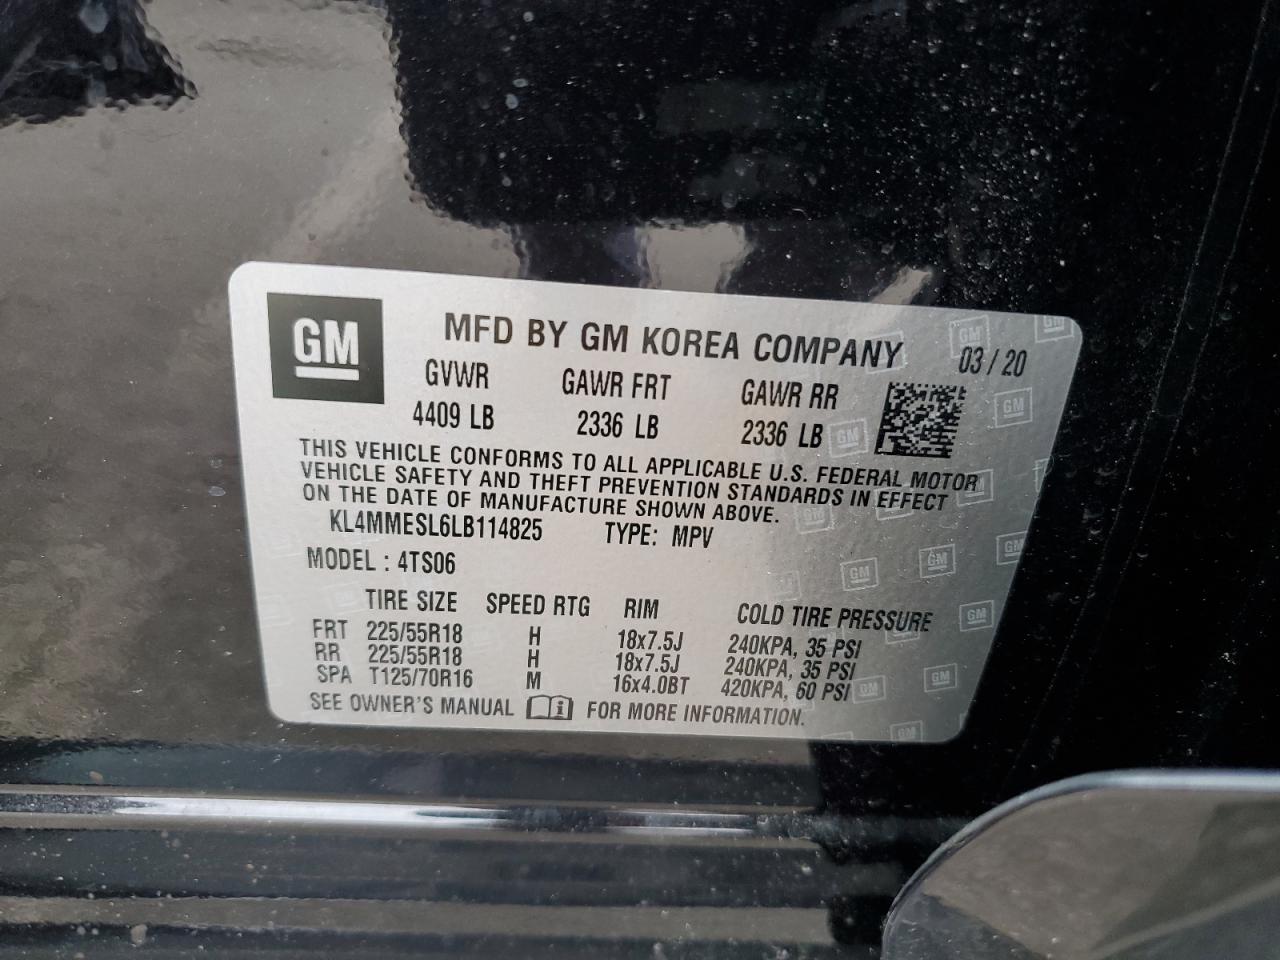 GM
MFD BY GM KOREA COMPANY 03 / 20
GVWR GAWR FRT GAWR RR
4409 LB 2336 LB 2336 LB
THIS VEHICLE CONFORMS TO ALL APPLICABLE U.S. FEDERAL MOTOR
VEHICLE SAFETY AND THEFT PREVENTION STANDARDS IN EFFECT
ON THE DATE OF MANUFACTURE SHOWN ABOVE.
KL4MMESL6LB114825 TYPE: MPV
MODEL : 4TS06
TIRE SIZE SPEED RTG RIM COLD TIRE PRESSURE
FRT 225/55R18 H 18x7.5J 240KPA, 35 PSI
RR 225/55R18 H 18x7.5J 240KPA, 35 PSI
SPA T125/70R16 M 16x4.0BT 420KPA, 60 PSI
SEE OWNER'S MANUAL i FOR MORE INFORMATION.